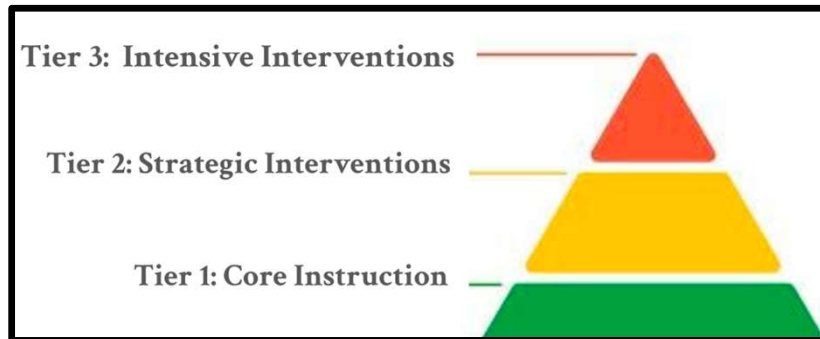 Tier 3: Intensive Interventions
Tier 2: Strategic Interventions
Tier 1: Core Instruction